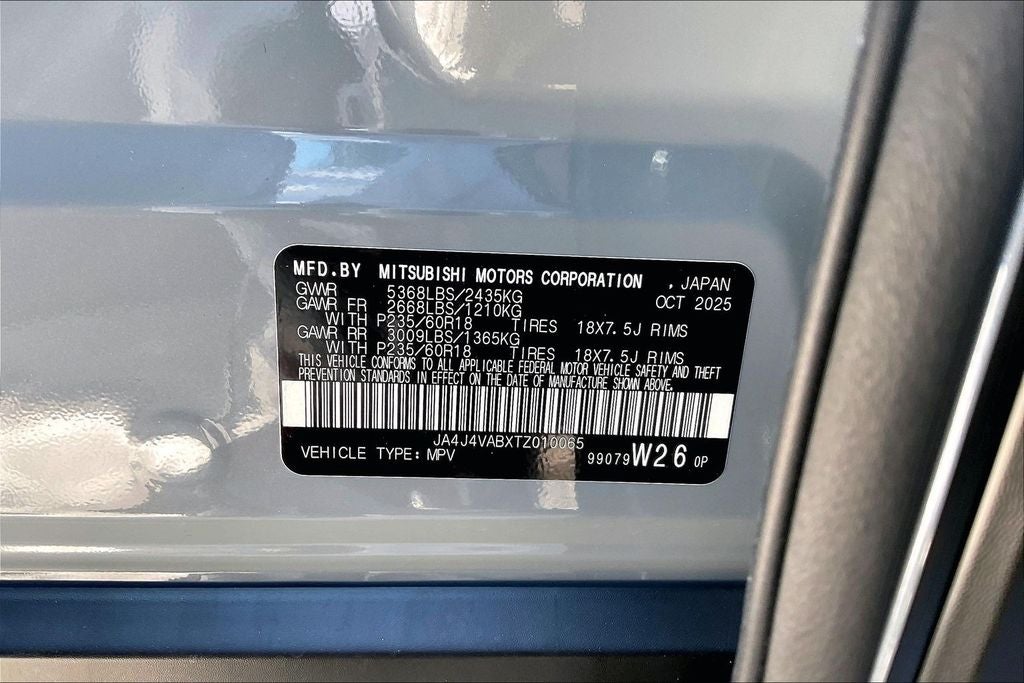 MFD.BY MITSUBISHI MOTORS CORPORATION , JAPAN
GVWR 5368LBS/2435KG OCT 2025
GAWR FR 2668LBS/1210KG
WITH P235/60R18 TIRES 18X7.5J RIMS
GAWR RR 3009LBS/1365KG
WITH P235/60R18 TIRES 18X7.5J RIMS
THIS VEHICLE CONFORMS TO ALL APPLICABLE FEDERAL MOTOR VEHICLE SAFETY AND THEFT
PREVENTION STANDARDS IN EFFECT ON THE DATE OF MANUFACTURE SHOWN ABOVE.
JA4J4VABXTZ010065
VEHICLE TYPE: MPV 99079 W26 0P